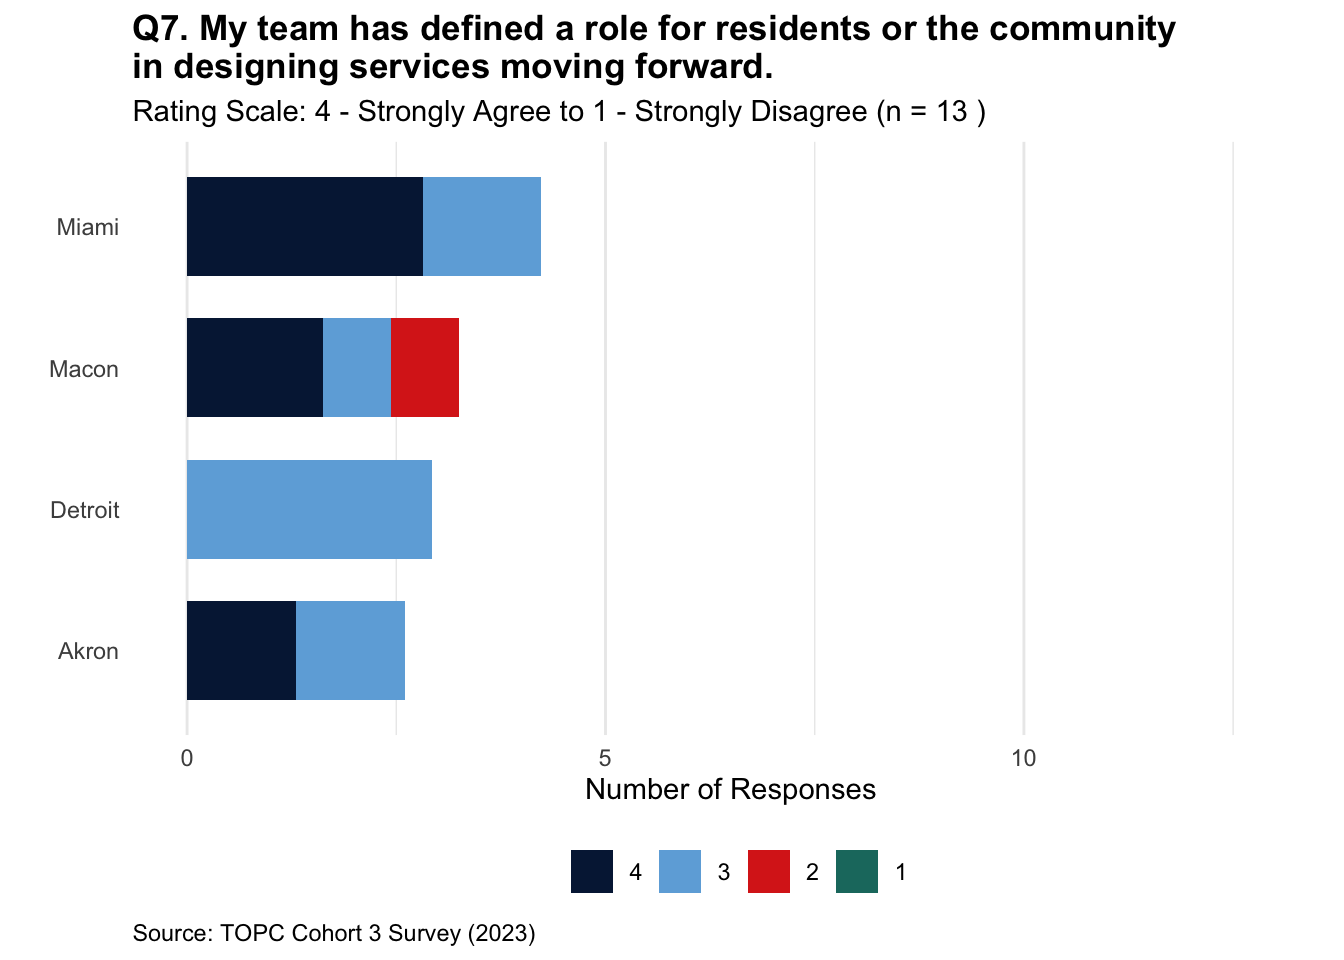 Q7. My team has defined a role for residents or the community
in designing services moving forward.
Rating Scale: 4 - Strongly Agree to 1 - Strongly Disagree (n = 13 )
Miami
Macon
Detroit
Akron
0 5 10
Number of Responses
4 3 2 1
Source: TOPC Cohort 3 Survey (2023)